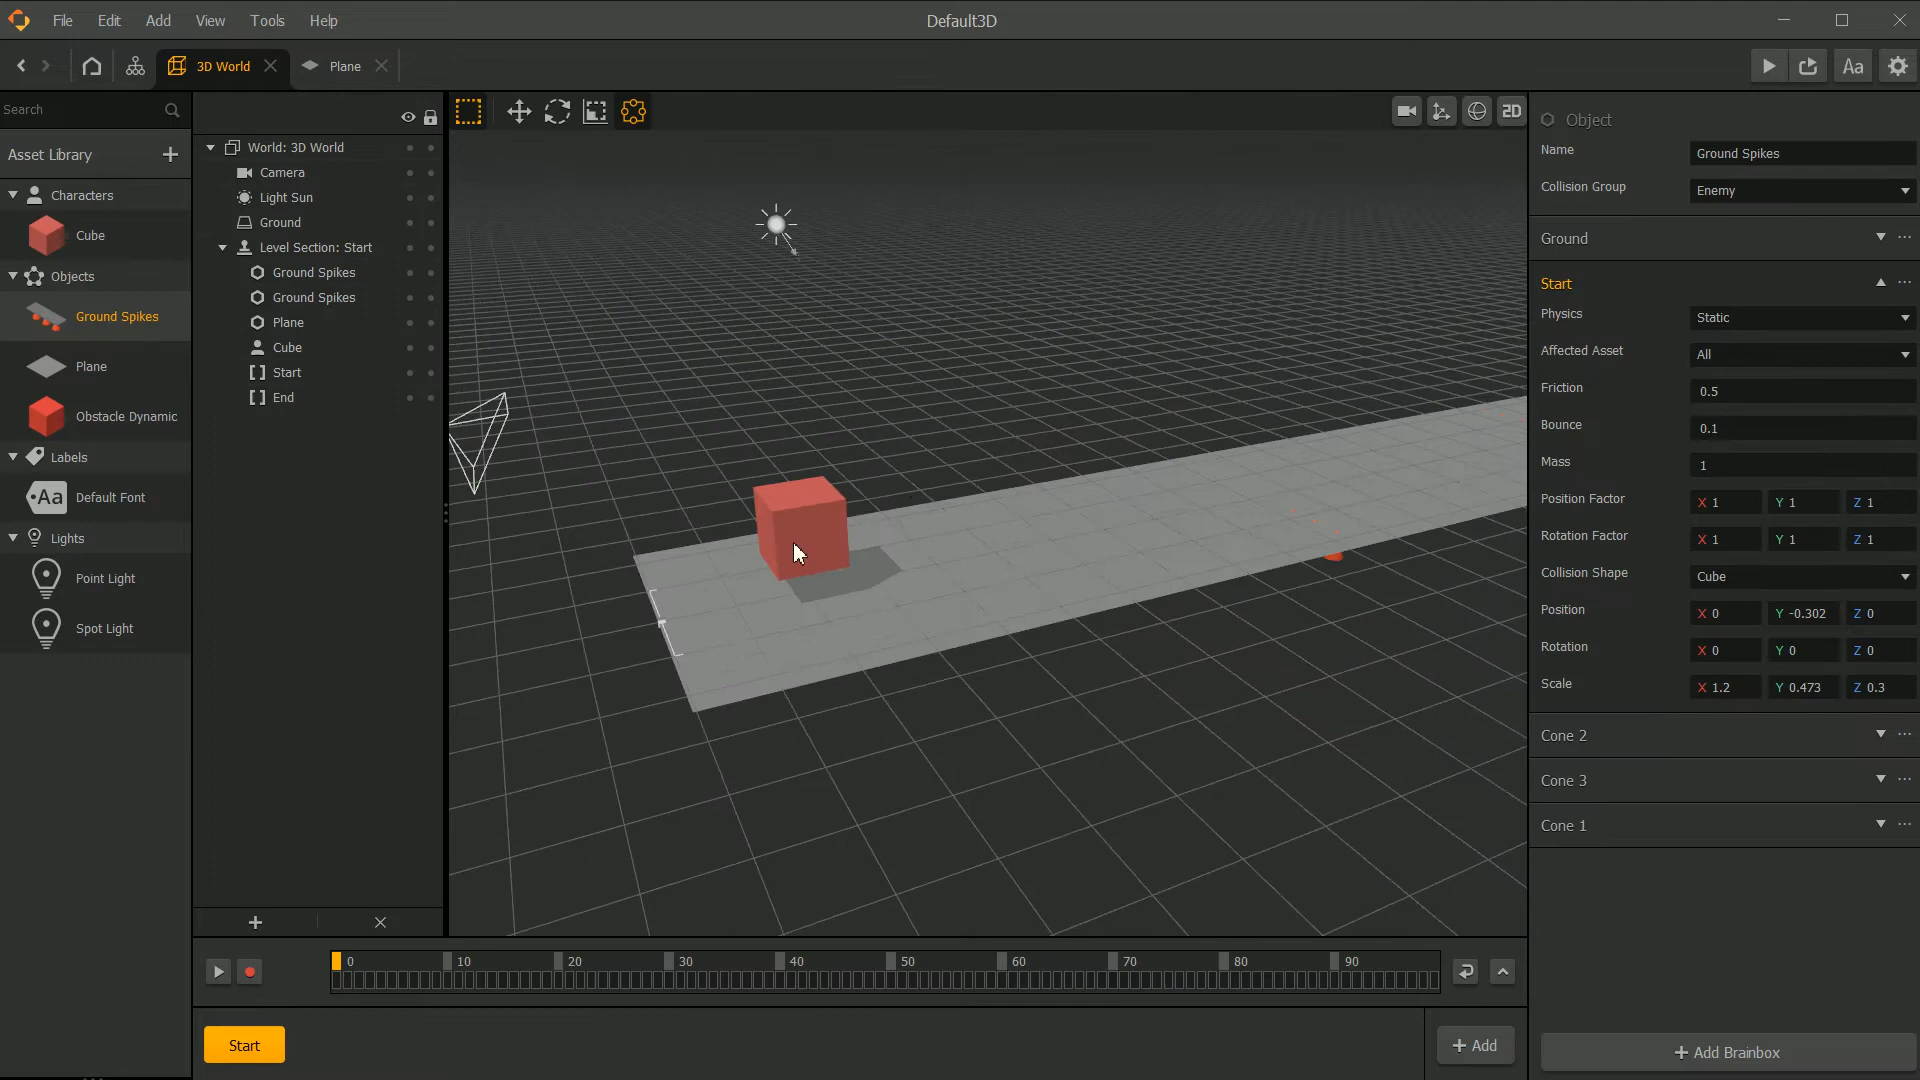 File Edit View Add Tools Help
Default3D
3D World
Plane
Aa
Search
Asset Library
Characters
Cube
Objects
Ground Spikes
Plane
Obstacle Dynamic
Labels
Aa Default Font
Lights
Point Light
Spot Light
World: 3D World
Camera
Light Sun
Ground
Level Section: Start
Ground Spikes
Ground Spikes
Plane
Cube
Start
End
2D
Object
Name Ground Spikes
Collision Group Enemy
Ground
Start
Physics Static
Affected Asset All
Friction 0.5
Bounce 0.1
Mass 1
Position Factor X 1 Y 1 Z 1
Rotation Factor X 1 Y 1 Z 1
Collision Shape Cube
Position X 0 Y -0.302 Z 0
Rotation X 0 Y 0 Z 0
Scale X 1.2 Y 0.473 Z 0.3
Cone 2
Cone 3
Cone 1
Add Brainbox
0 10 20 30 40 50 60 70 80 90
Start
Add